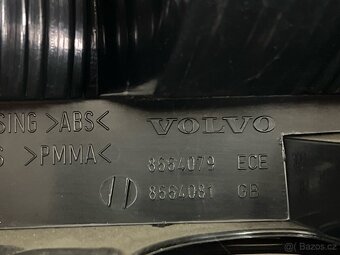 SING >ABS< VOLVO
S >PMMA<
8664079 ECE
8664081 GB
Bazos.cz